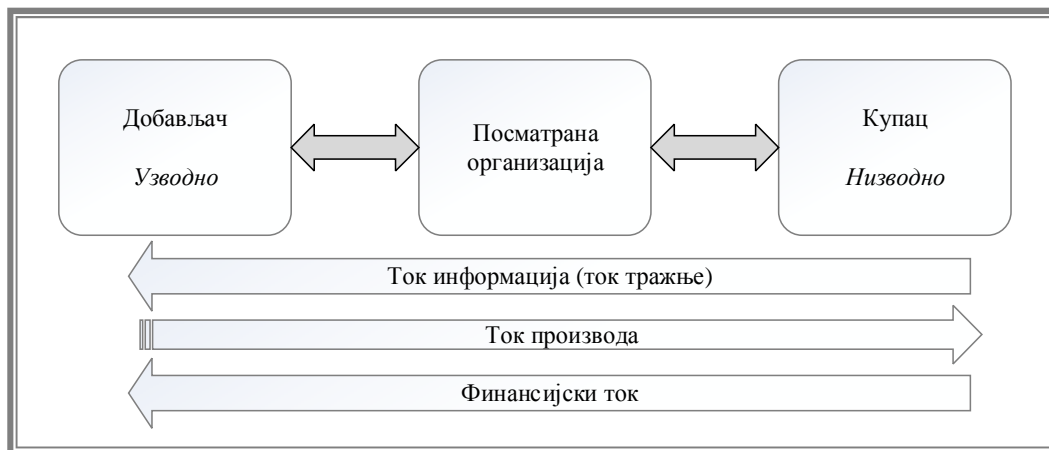 Добављач
Узводно
Посматрана
организација
Купац
Низводно
Ток информација (ток тражње)
Ток производа
Финансијски ток